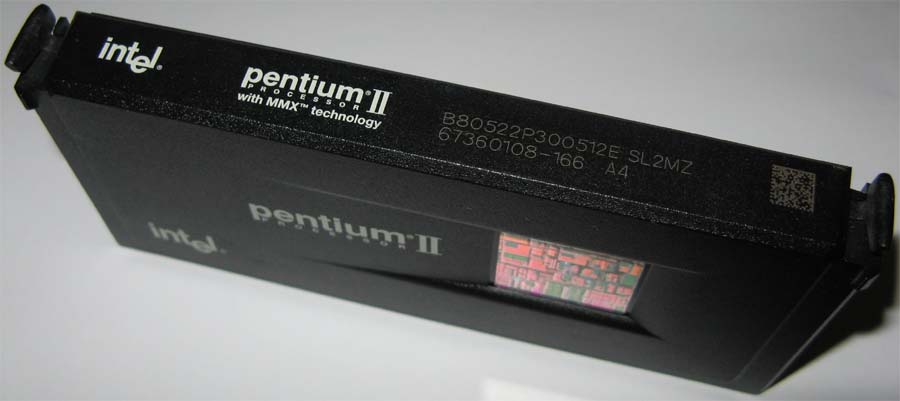 intel®
pentium® II
PROCESSOR
with MMX™ technology
B80522P300512E SL2MZ
67360108-166 A4
intel®
pentium® II
PROCESSOR